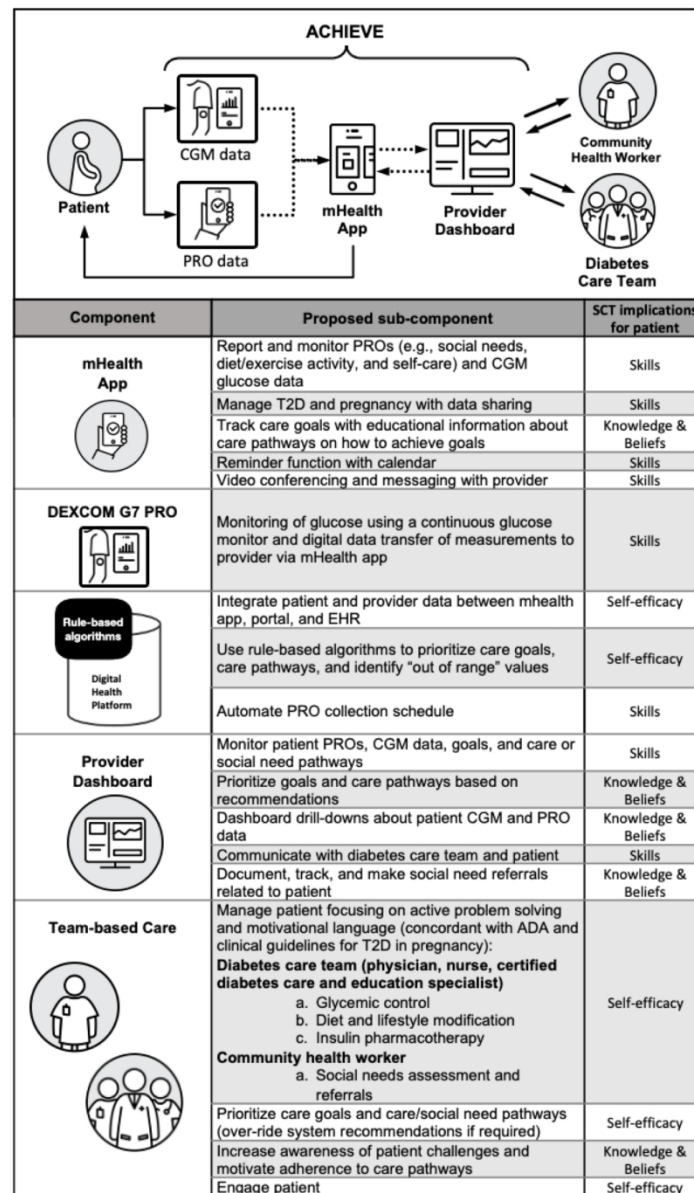 ACHIEVE
CGM data
Patient
PRO data
mHealth
App
Provider
Dashboard
Community
Health Worker
Diabetes
Care Team
Component
Proposed sub-component
SCT implications
for patient
mHealth
App
Report and monitor PROs (e.g., social needs,
diet/exercise activity, and self-care) and CGM
glucose data
Skills
Manage T2D and pregnancy with data sharing
Skills
Track care goals with educational information about
care pathways on how to achieve goals
Knowledge &
Beliefs
Reminder function with calendar
Skills
Video conferencing and messaging with provider
Skills
DEXCOM G7 PRO
Monitoring of glucose using a continuous glucose
monitor and digital data transfer of measurements to
provider via mHealth app
Skills
Rule-based
algorithms
Digital
Health
Platform
Integrate patient and provider data between mhealth
app, portal, and EHR
Self-efficacy
Use rule-based algorithms to prioritize care goals,
care pathways, and identify “out of range” values
Self-efficacy
Automate PRO collection schedule
Skills
Provider
Dashboard
Monitor patient PROs, CGM data, goals, and care or
social need pathways
Skills
Prioritize goals and care pathways based on
recommendations
Knowledge &
Beliefs
Dashboard drill-downs about patient CGM and PRO
data
Knowledge &
Beliefs
Communicate with diabetes care team and patient
Skills
Document, track, and make social need referrals
related to patient
Knowledge &
Beliefs
Team-based Care
Manage patient focusing on active problem solving
and motivational language (concordant with ADA and
clinical guidelines for T2D in pregnancy):
Diabetes care team (physician, nurse, certified
diabetes care and education specialist)
a. Glycemic control
b. Diet and lifestyle modification
c. Insulin pharmacotherapy
Community health worker
a. Social needs assessment and
referrals
Self-efficacy
Prioritize care goals and care/social need pathways
(over-ride system recommendations if required)
Self-efficacy
Increase awareness of patient challenges and
motivate adherence to care pathways
Knowledge &
Beliefs
Engage patient
Self-efficacy